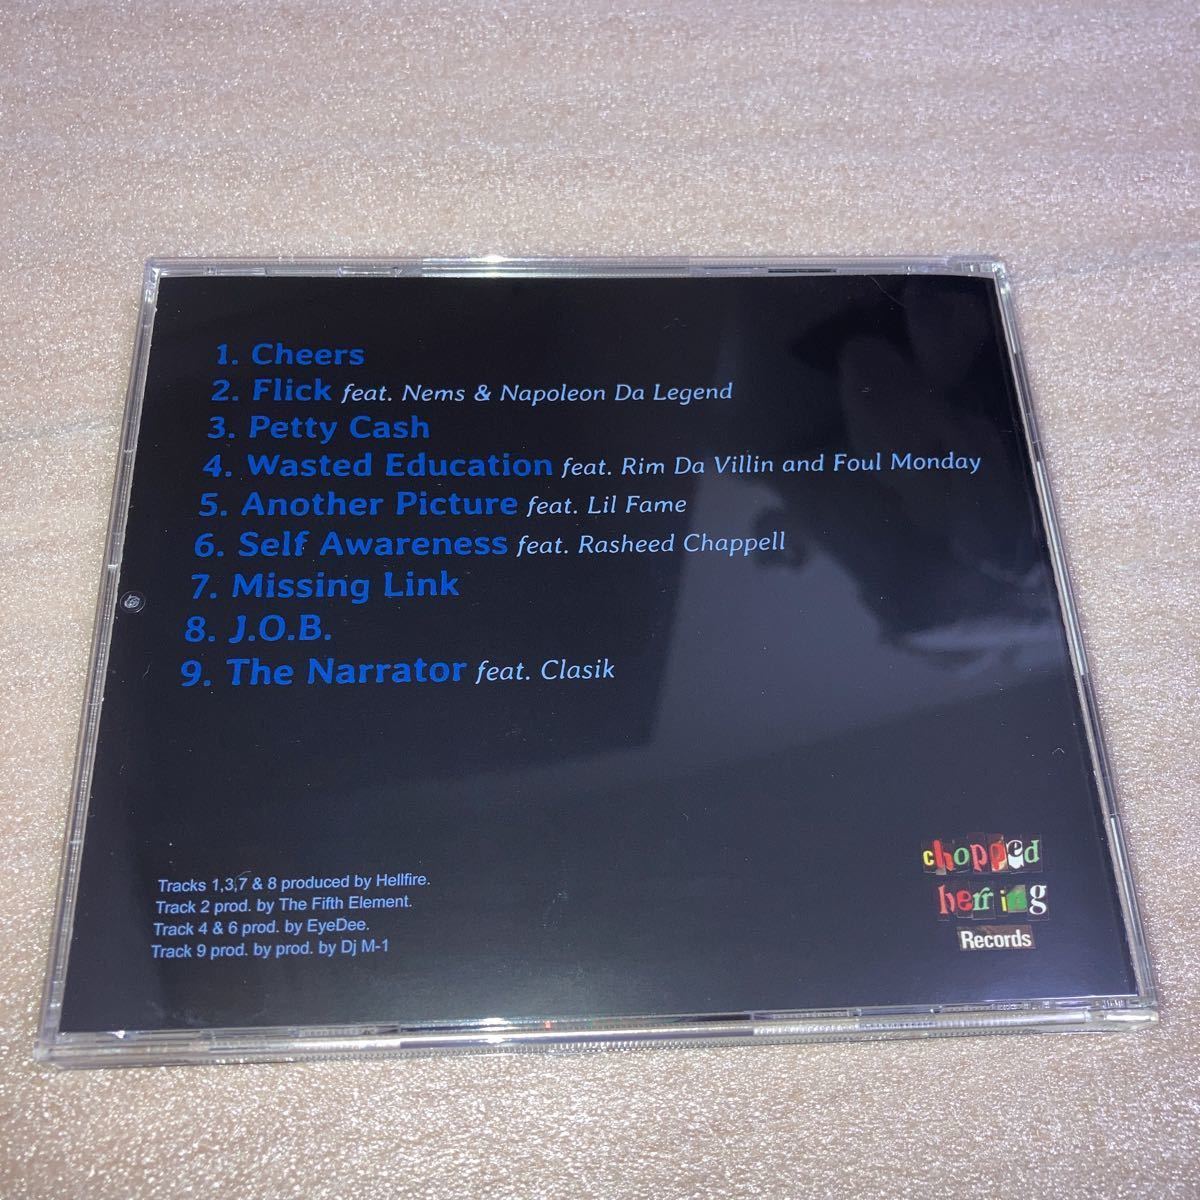 1. Cheers
2. Flick feat. Nems & Napoleon Da Legend
3. Petty Cash
4. Wasted Education feat. Rim Da Villin and Foul Monday
5. Another Picture feat. Lil Fame
6. Self Awareness feat. Rasheed Chappell
7. Missing Link
8. J.O.B.
9. The Narrator feat. Clasik
Tracks 1,3,7 & 8 produced by Hellfire.
Track 2 prod. by The Fifth Element.
Track 4 & 6 prod. by EyeDee.
Track 9 prod. by prod. by Dj M-1
chopped
herring
Records